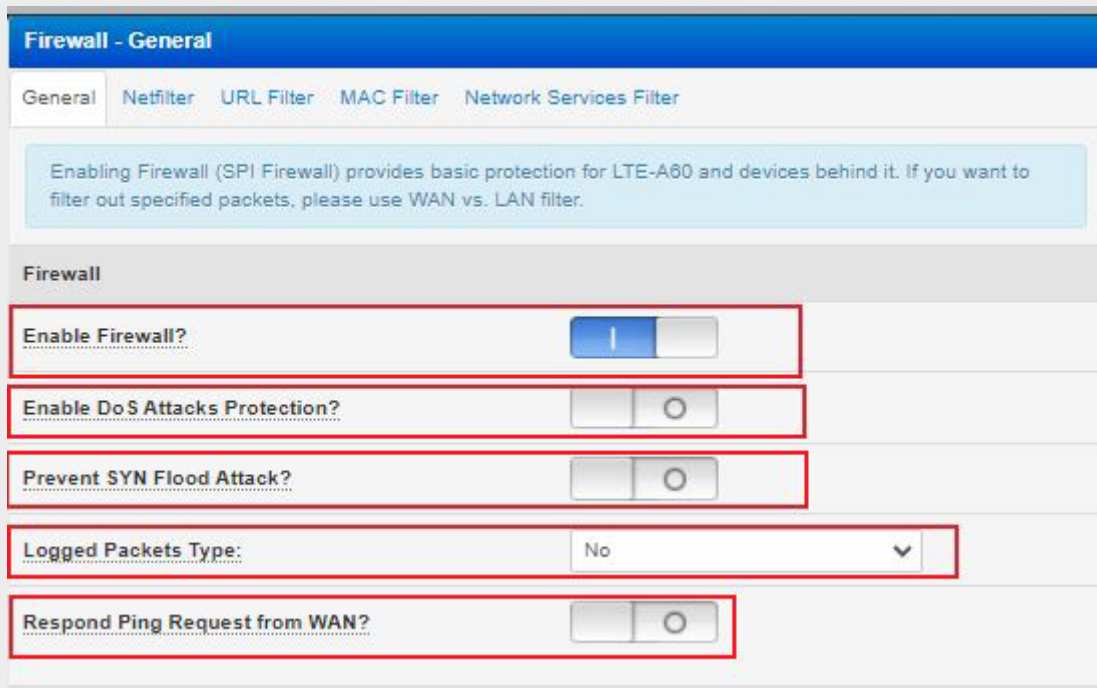 Firewall - General
General Netfilter URL Filter MAC Filter Network Services Filter
Enabling Firewall (SPI Firewall) provides basic protection for LTE-A60 and devices behind it. If you want to
filter out specified packets, please use WAN vs. LAN filter.
Firewall
Enable Firewall?
Enable DoS Attacks Protection?
Prevent SYN Flood Attack?
Logged Packets Type: No
Respond Ping Request from WAN?